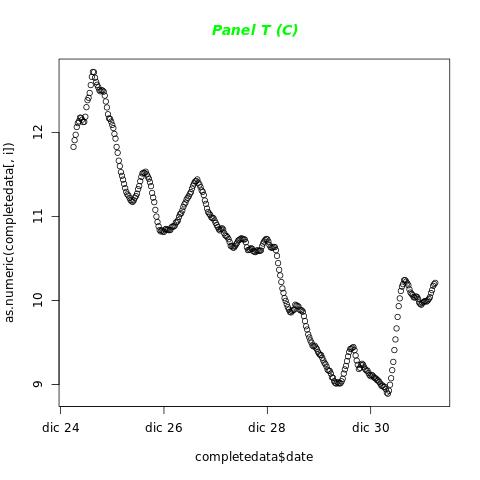 Panel T (C)
as.numeric(completedata[, i])
12
11
10
9
dic 24
dic 26
dic 28
dic 30
completedata$date